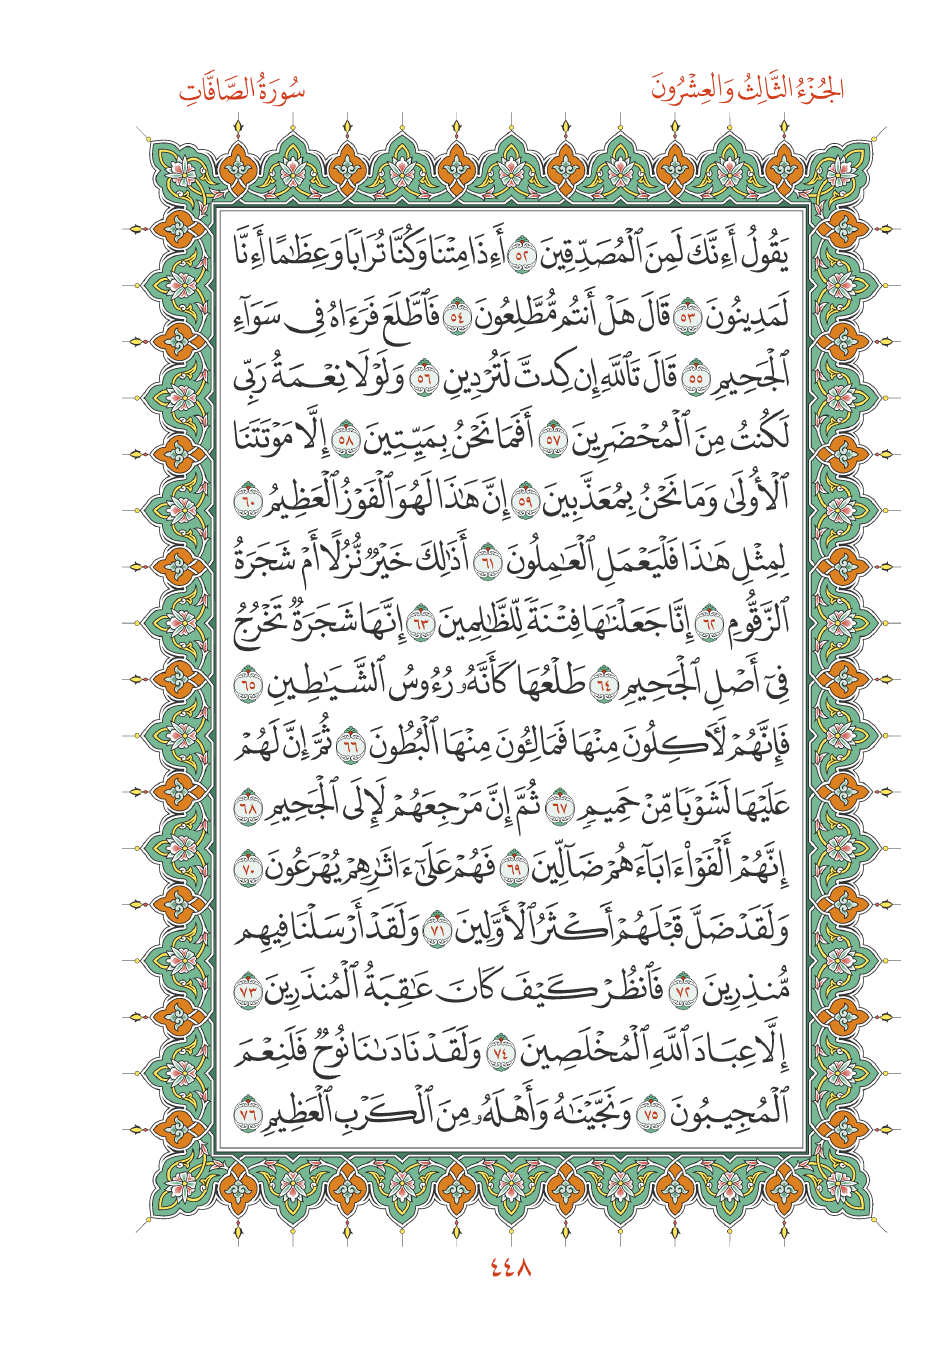 الجُزْءُ الثَّالِثُ وَالعِشْرُونَ
سُورَةُ الصَّافَّاتِ
يَقُولُ أَءِنَّكَ لَمِنَ ٱلْمُصَدِّقِينَ ٥٢ أَءِذَا مِتْنَا وَكُنَّا تُرَابًا وَعِظَٰمًا أَءِنَّا
لَمَدِينُونَ ٥٣ قَالَ هَلْ أَنتُم مُّطَّلِعُونَ ٥٤ فَٱطَّلَعَ فَرَءَاهُ فِى سَوَآءِ
ٱلْجَحِيمِ ٥٥ قَالَ تَٱللَّهِ إِن كِدتَّ لَتُرْدِينِ ٥٦ وَلَوْلَا نِعْمَةُ رَبِّى
لَكُنتُ مِنَ ٱلْمُحْضَرِينَ ٥٧ أَفَمَا نَحْنُ بِمَيِّتِينَ ٥٨ إِلَّا مَوْتَتَنَا
ٱلْأُولَىٰ وَمَا نَحْنُ بِمُعَذَّبِينَ ٥٩ إِنَّ هَٰذَا لَهُوَ ٱلْفَوْزُ ٱلْعَظِيمُ ٦٠
لِمِثْلِ هَٰذَا فَلْيَعْمَلِ ٱلْعَٰمِلُونَ ٦١ أَذَٰلِكَ خَيْرٌ نُّزُلًا أَمْ شَجَرَةُ
ٱلزَّقُّومِ ٦٢ إِنَّا جَعَلْنَٰهَا فِتْنَةً لِّلظَّٰلِمِينَ ٦٣ إِنَّهَا شَجَرَةٌ تَخْرُجُ
فِىٓ أَصْلِ ٱلْجَحِيمِ ٦٤ طَلْعُهَا كَأَنَّهُۥ رُءُوسُ ٱلشَّيَٰطِينِ ٦٥
فَإِنَّهُمْ لَءَاكِلُونَ مِنْهَا فَمَالِـُٔونَ مِنْهَا ٱلْبُطُونَ ٦٦ ثُمَّ إِنَّ لَهُمْ
عَلَيْهَا لَشَوْبًا مِّنْ حَمِيمٍ ٦٧ ثُمَّ إِنَّ مَرْجِعَهُمْ لَإِلَى ٱلْجَحِيمِ ٦٨
إِنَّهُمْ أَلْفَوْا۟ ءَابَآءَهُمْ ضَآلِّينَ ٦٩ فَهُمْ عَلَىٰٓ ءَاثَٰرِهِمْ يُهْرَعُونَ ٧٠
وَلَقَدْ ضَلَّ قَبْلَهُمْ أَكْثَرُ ٱلْأَوَّلِينَ ٧١ وَلَقَدْ أَرْسَلْنَا فِيهِم
مُّنذِرِينَ ٧٢ فَٱنظُرْ كَيْفَ كَانَ عَٰقِبَةُ ٱلْمُنذَرِينَ ٧٣
إِلَّا عِبَادَ ٱللَّهِ ٱلْمُخْلَصِينَ ٧٤ وَلَقَدْ نَادَىٰنَا نُوحٌ فَلَنِعْمَ
ٱلْمُجِيبُونَ ٧٥ وَنَجَّيْنَٰهُ وَأَهْلَهُۥ مِنَ ٱلْكَرْبِ ٱلْعَظِيمِ ٧٦
٤٤٨